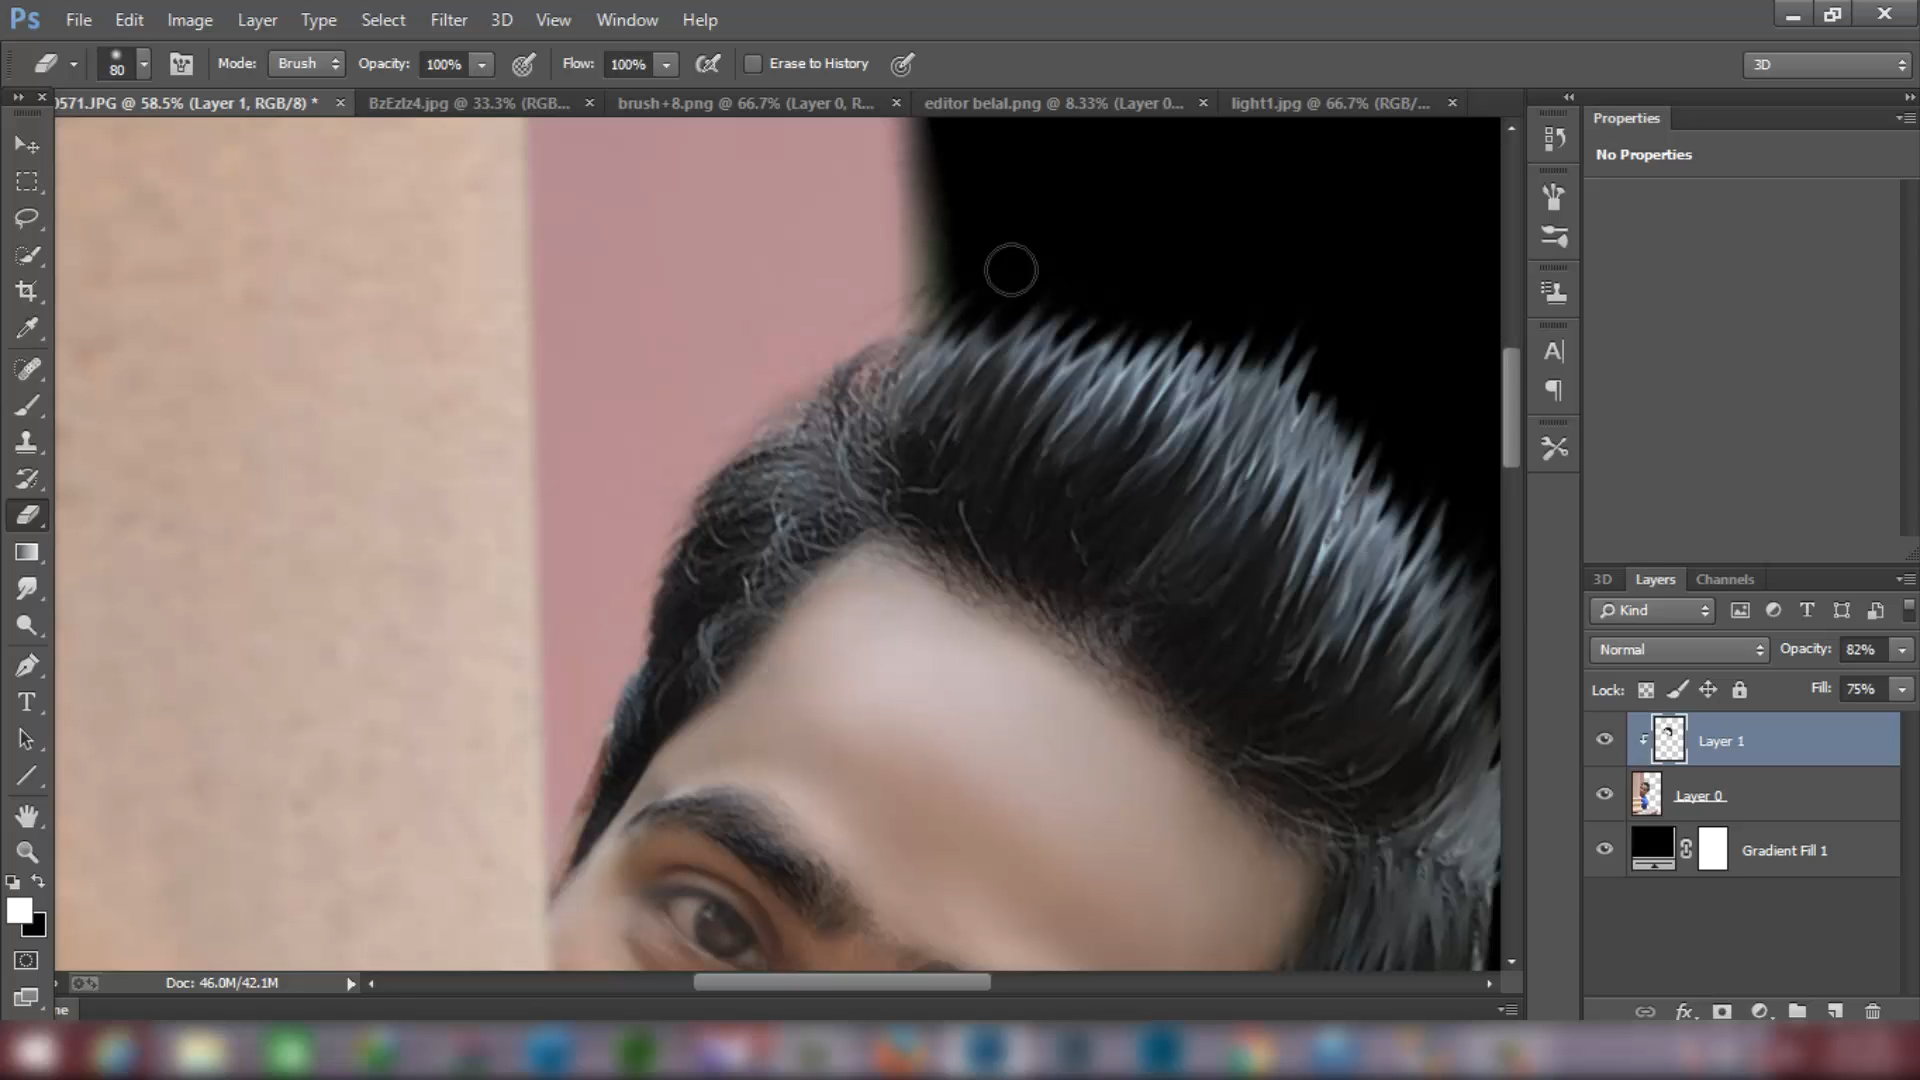 Ps File Edit Image Layer Type Select Filter 3D View Window Help
80 Mode: Brush Opacity: 100% Flow: 100% Erase to History 3D
0571.JPG @ 58.5% (Layer 1, RGB/8) * BzEzIz4.jpg @ 33.3% (RGB... brush+8.png @ 66.7% (Layer 0, R... editor belal.png @ 8.33% (Layer 0... light1.jpg @ 66.7% (RGB/...
Properties
No Properties
3D Layers Channels
Kind
Normal Opacity: 82%
Lock: Fill: 75%
Layer 1
Layer 0
Gradient Fill 1
Doc: 46.0M/42.1M
ne
fx